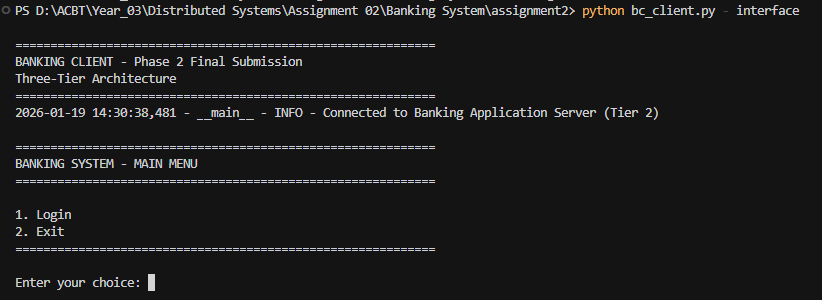 PS D:\ACBT\Year_03\Distributed Systems\Assignment 02\Banking System\assignment2> python bc_client.py - interface
============================================================
BANKING CLIENT - Phase 2 Final Submission
Three-Tier Architecture
============================================================
2026-01-19 14:30:38,481 - __main__ - INFO - Connected to Banking Application Server (Tier 2)
============================================================
BANKING SYSTEM - MAIN MENU
============================================================
1. Login
2. Exit
============================================================
Enter your choice: